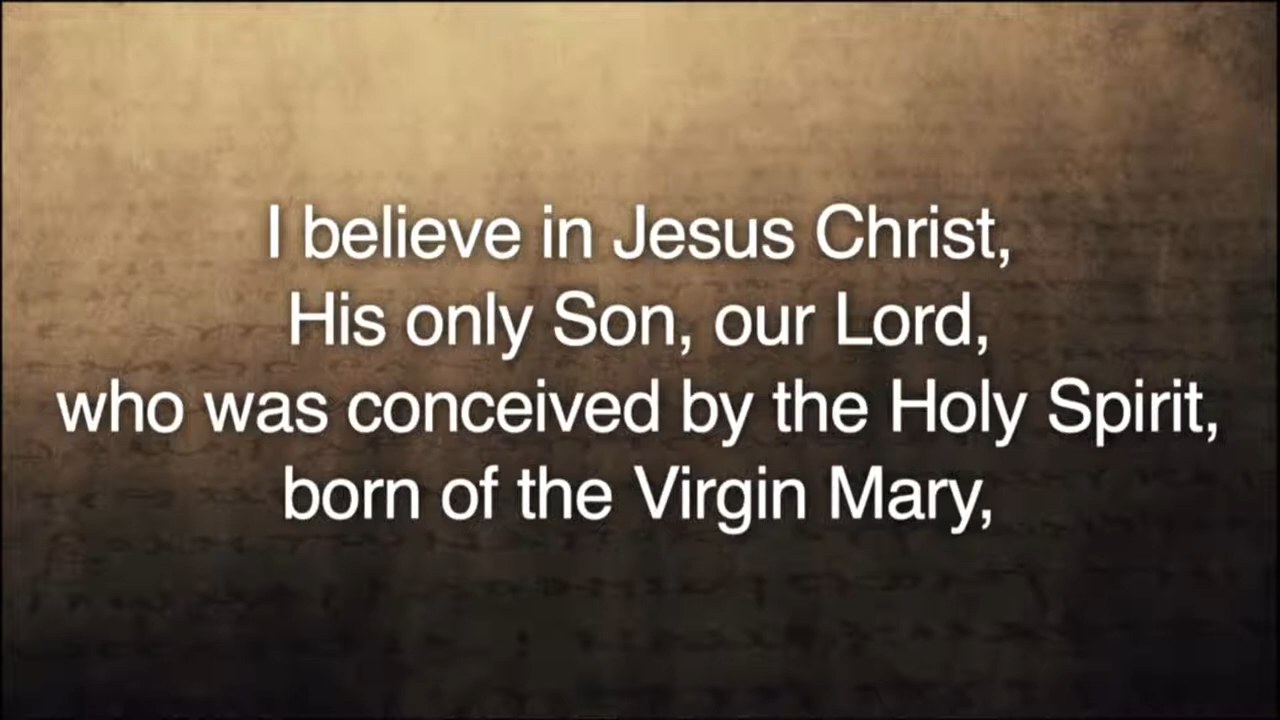 I believe in Jesus Christ,
His only Son, our Lord,
who was conceived by the Holy Spirit,
born of the Virgin Mary,